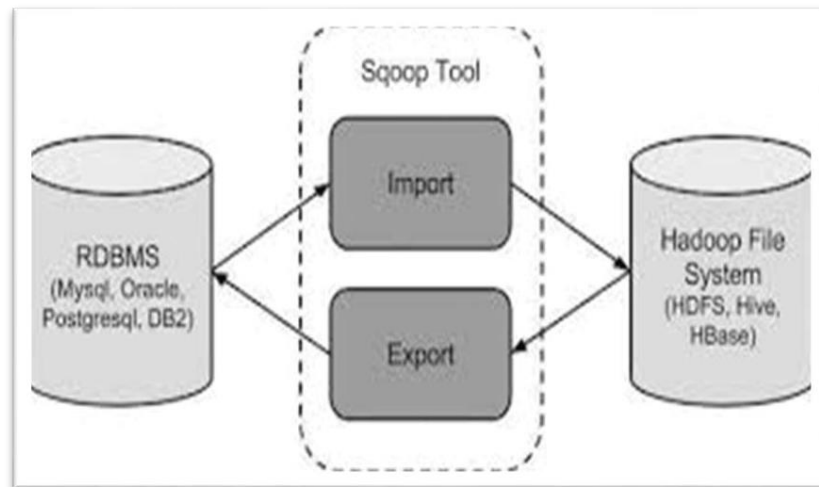 Sqoop Tool
Import
RDBMS
(Mysql, Oracle,
Postgresql, DB2)
Hadoop File
System
(HDFS, Hive,
HBase)
Export